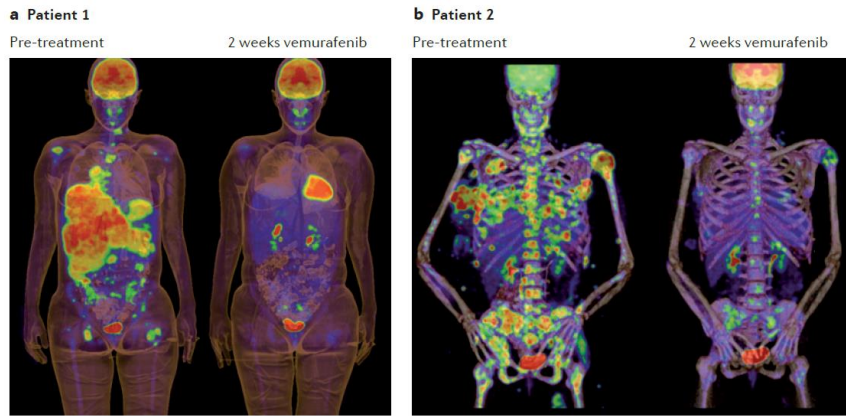 a Patient 1
Pre-treatment
2 weeks vemurafenib
b Patient 2
Pre-treatment
2 weeks vemurafenib